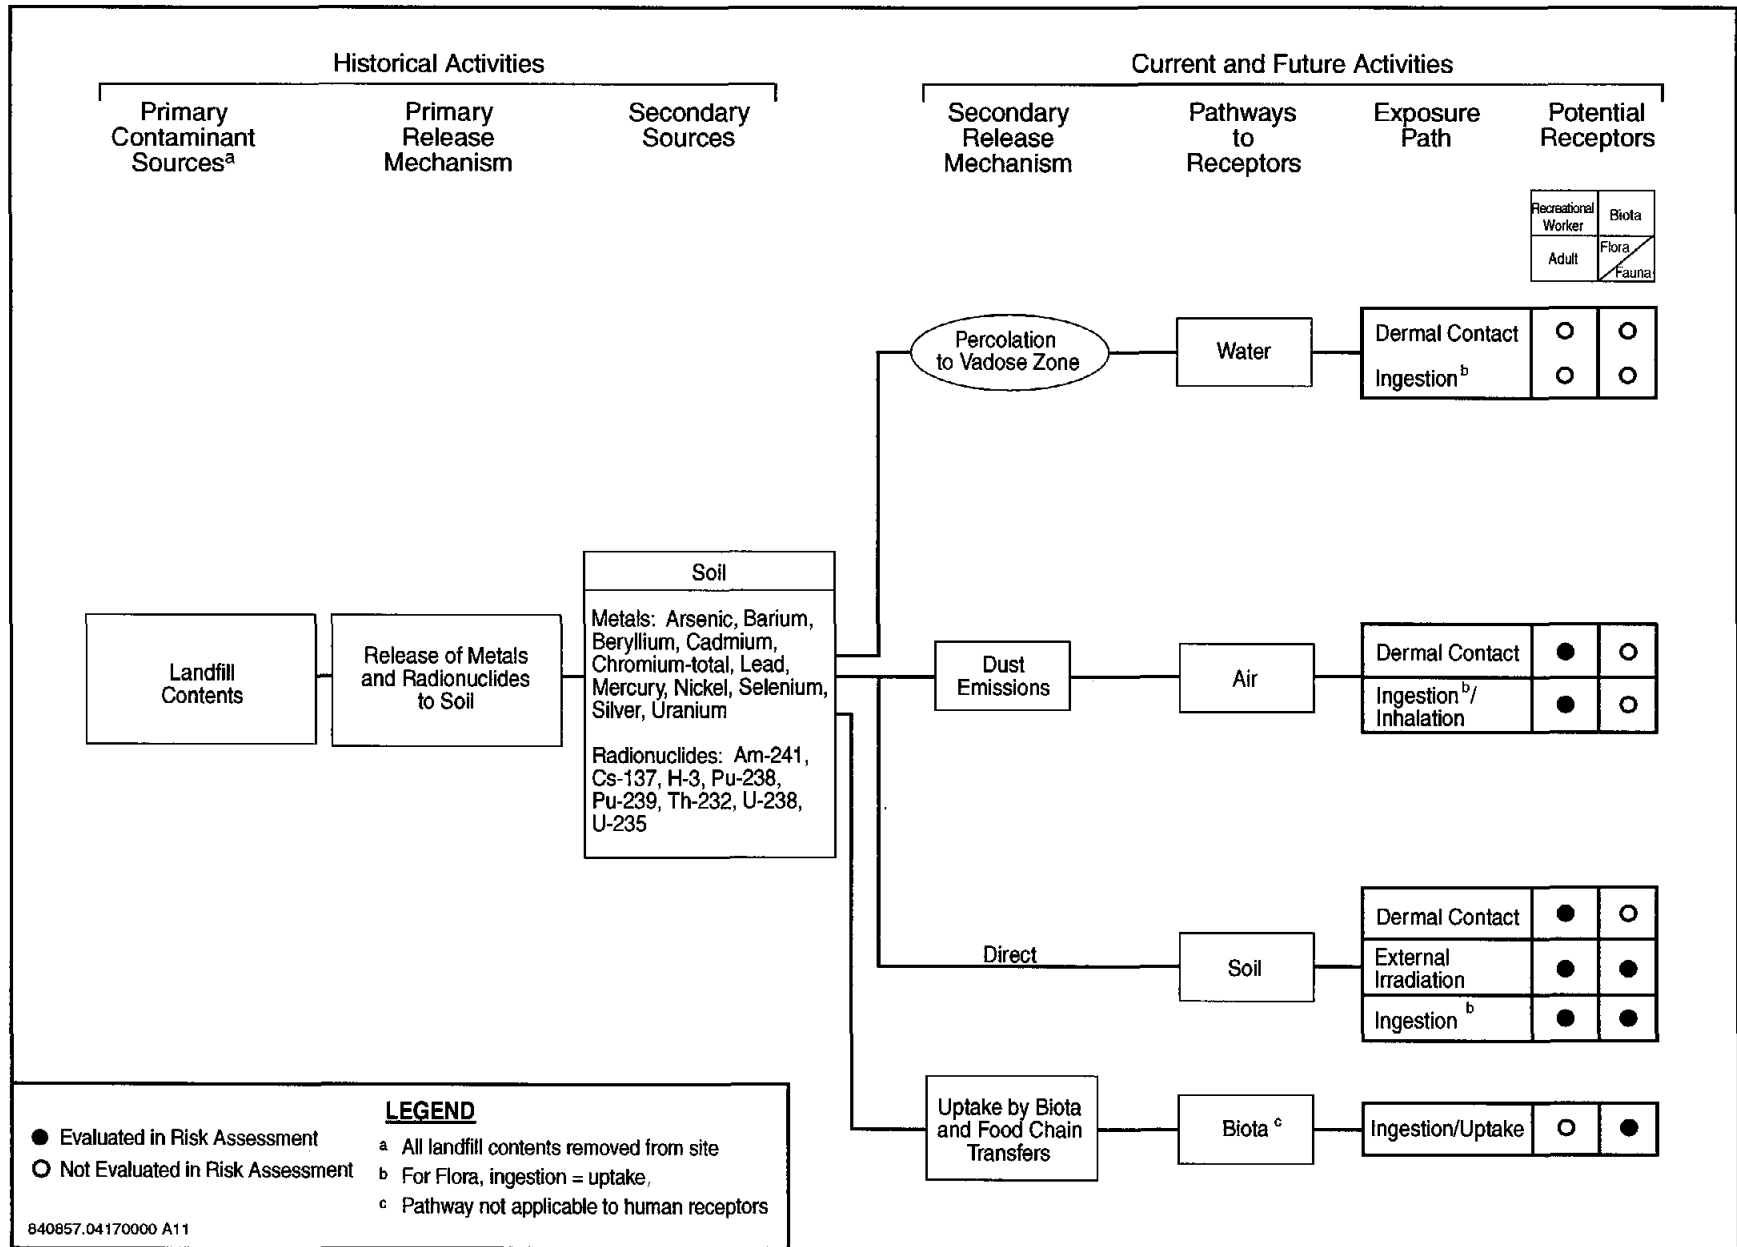 Historical Activities
Current and Future Activities
Primary
Contaminant
Sourcesᵃ
Primary
Release
Mechanism
Secondary
Sources
Secondary
Release
Mechanism
Pathways
to
Receptors
Exposure
Path
Potential
Receptors
Recreational
Worker
Biota
Adult
Flora
Fauna
Percolation
to Vadose Zone
Water
Dermal Contact
Ingestionᵇ
Landfill
Contents
Release of Metals
and Radionuclides
to Soil
Soil
Metals: Arsenic, Barium,
Beryllium, Cadmium,
Chromium-total, Lead,
Mercury, Nickel, Selenium,
Silver, Uranium
Radionuclides: Am-241,
Cs-137, H-3, Pu-238,
Pu-239, Th-232, U-238,
U-235
Dust
Emissions
Air
Dermal Contact
Ingestionᵇ/
Inhalation
Direct
Soil
Dermal Contact
External
Irradiation
Ingestion ᵇ
Uptake by Biota
and Food Chain
Transfers
Biota ᶜ
Ingestion/Uptake
LEGEND
● Evaluated in Risk Assessment
O Not Evaluated in Risk Assessment
ᵃ All landfill contents removed from site
ᵇ For Flora, ingestion = uptake,
ᶜ Pathway not applicable to human receptors
840857.04170000 A11